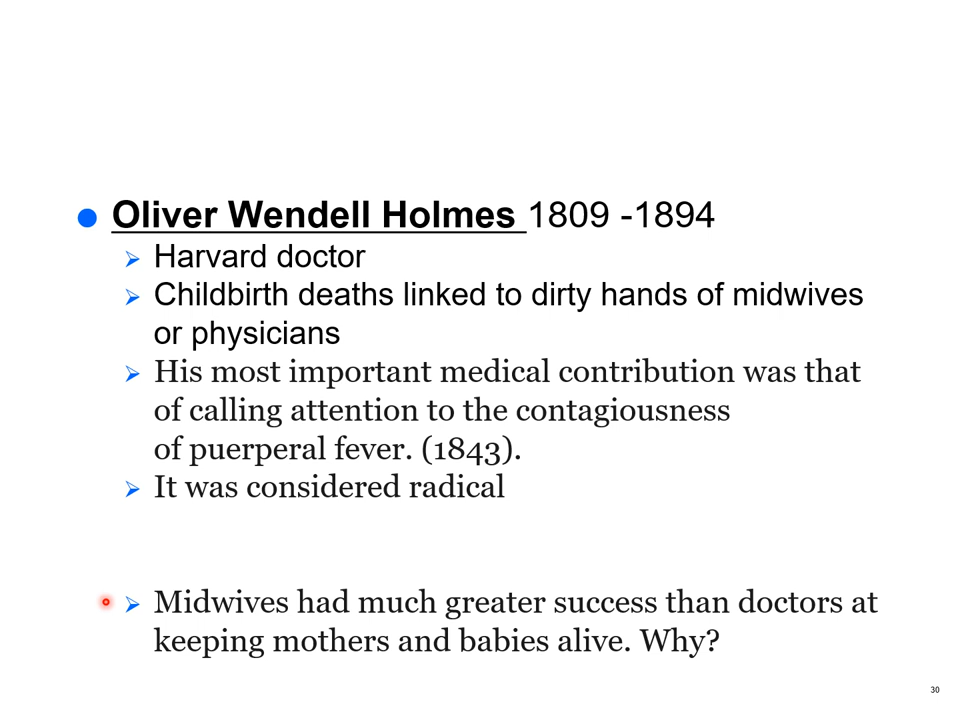 Oliver Wendell Holmes 1809 -1894
Harvard doctor
Childbirth deaths linked to dirty hands of midwives
or physicians
His most important medical contribution was that
of calling attention to the contagiousness
of puerperal fever. (1843).
It was considered radical
Midwives had much greater success than doctors at
keeping mothers and babies alive. Why?
30